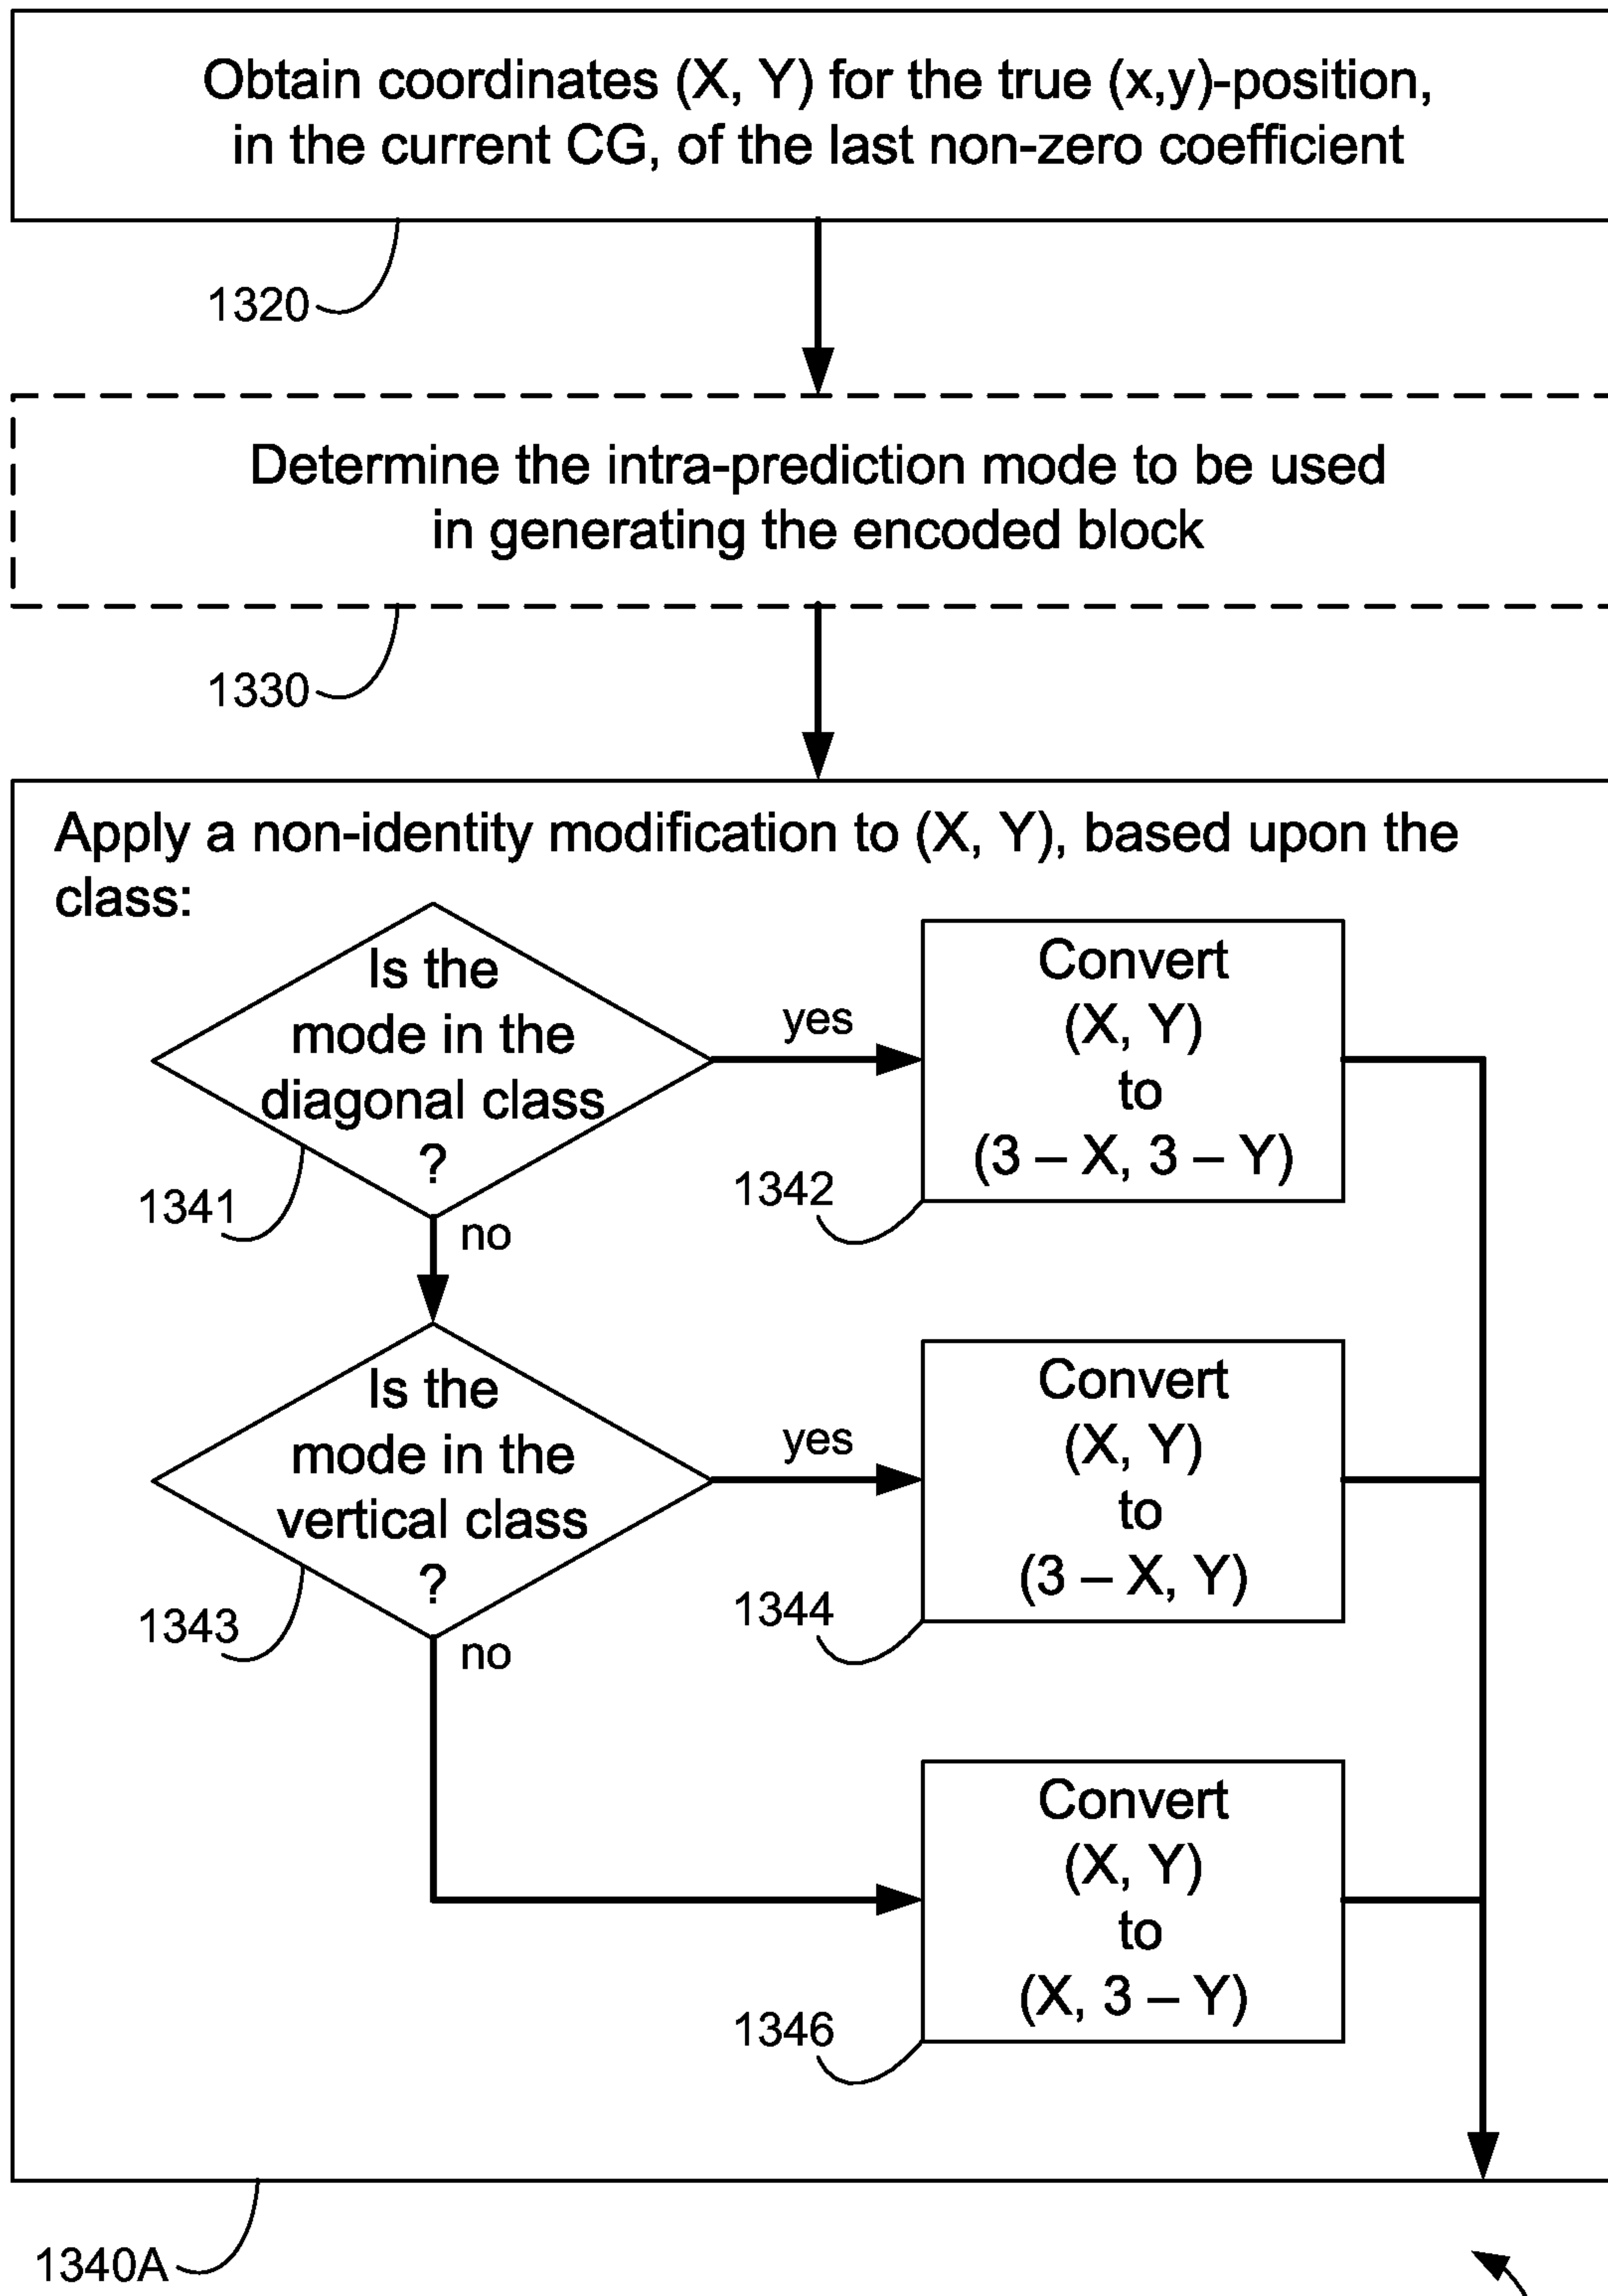 Obtain coordinates (X, Y) for the true (x,y)-position,
in the current CG, of the last non-zero coefficient
1320
Determine the intra-prediction mode to be used
in generating the encoded block
1330
Apply a non-identity modification to (X, Y), based upon the
class:
Is the
mode in the
diagonal class
?
1341
yes
no
Convert
(X, Y)
to
(3 – X, 3 – Y)
1342
Is the
mode in the
vertical class
?
1343
yes
no
Convert
(X, Y)
to
(3 – X, Y)
1344
Convert
(X, Y)
to
(X, 3 – Y)
1346
1340A